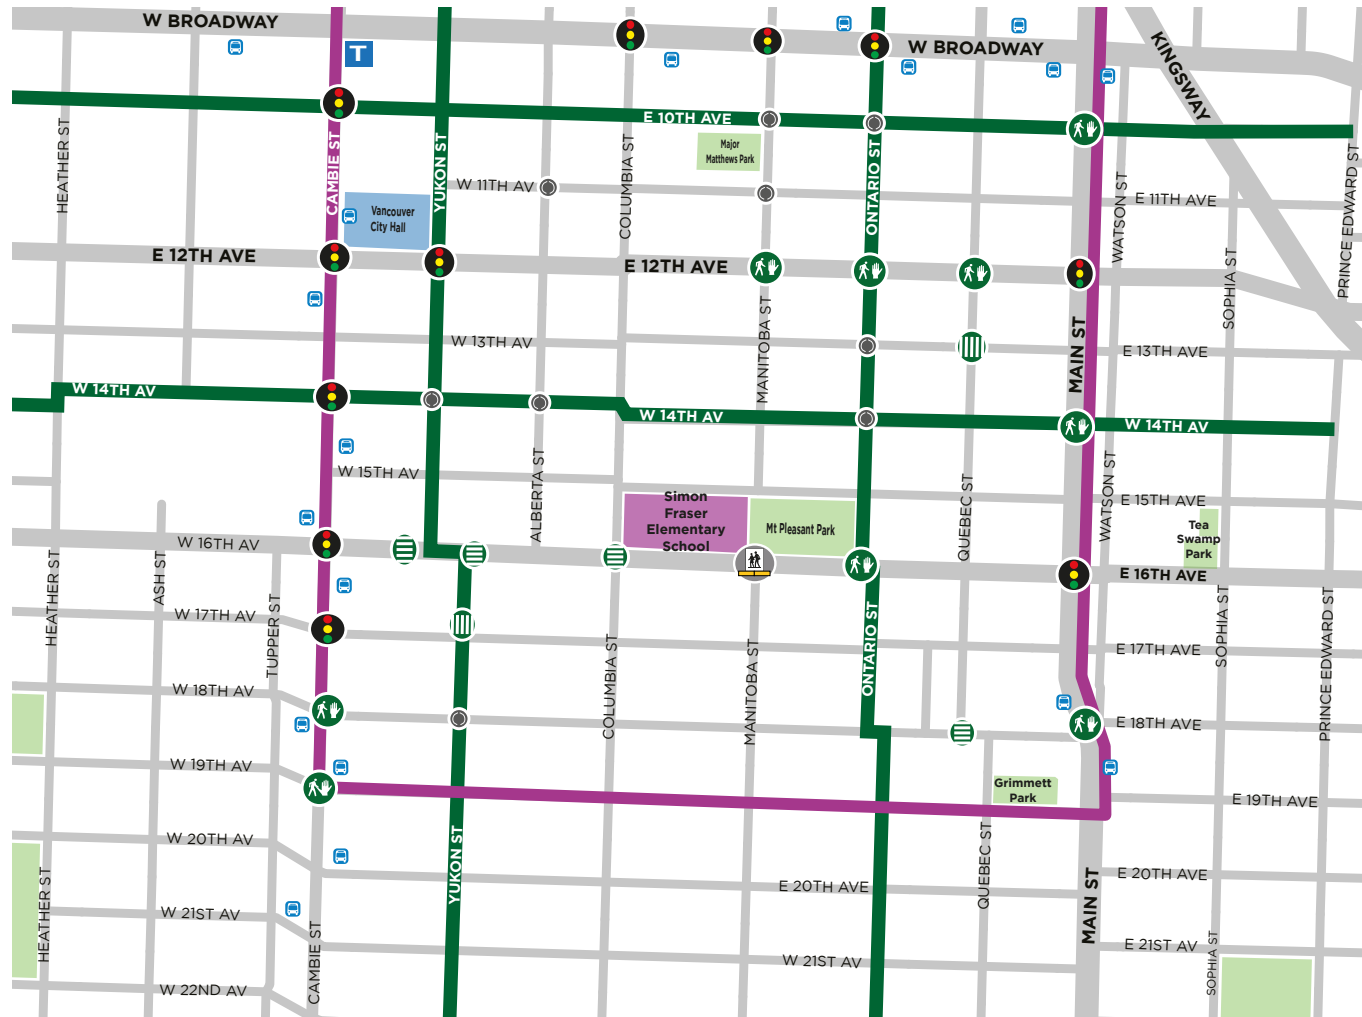 W BROADWAY
T
W BROADWAY
KINGSWAY
E 10TH AVE
Major
Matthews Park
HEATHER ST
CAMBIE ST
YUKON ST
COLUMBIA ST
ONTARIO ST
WATSON ST
PRINCE EDWARD ST
W 11TH AV
E 11TH AVE
Vancouver
City Hall
E 12TH AVE
E 12TH AVE
SOPHIA ST
MANITOBA ST
MAIN ST
W 13TH AV
E 13TH AVE
W 14TH AV
W 14TH AV
W 14TH AV
W 15TH AV
ALBERTA ST
QUEBEC ST
WATSON ST
E 15TH AVE
Simon
Fraser
Elementary
School
Mt Pleasant Park
Tea
Swamp
Park
W 16TH AV
E 16TH AVE
HEATHER ST
ASH ST
TUPPER ST
W 17TH AV
COLUMBIA ST
MANITOBA ST
ONTARIO ST
E 17TH AVE
SOPHIA ST
PRINCE EDWARD ST
W 18TH AV
E 18TH AVE
W 19TH AV
Grimmett
Park
E 19TH AVE
W 20TH AV
YUKON ST
E 20TH AVE
QUEBEC ST
MAIN ST
E 20TH AVE
HEATHER ST
W 21ST AV
CAMBIE ST
W 21ST AV
E 21ST AV
SOPHIA ST
W 22ND AV